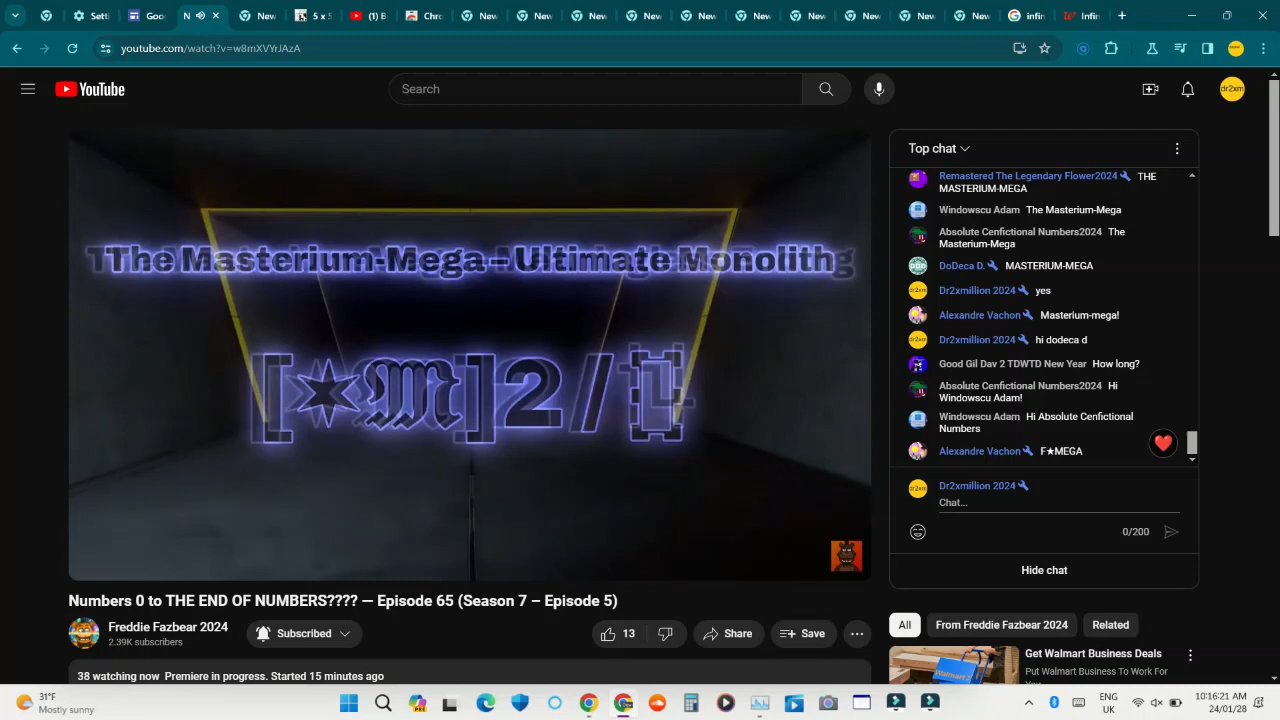 Setti
Goo
N
New
5 x 5
(1) B
Chro
New
New
New
New
New
New
New
New
New
New
infin
Infin
youtube.com/watch?v=w8mXVYrJAzA
YouTube
Search
dr2xm
The Masterium-Mega – Ultimate Monolith
Top chat
Remastered The Legendary Flower2024 THE
MASTERIUM-MEGA
Windowscu Adam The Masterium-Mega
Absolute Cenfictional Numbers2024 The
Masterium-Mega
DoDeca D. MASTERIUM-MEGA
Dr2xmillion 2024 yes
Alexandre Vachon Masterium-mega!
Dr2xmillion 2024 hi dodeca d
Good Gil Dav 2 TDWTD New Year How long?
Absolute Cenfictional Numbers2024 Hi
Windowscu Adam!
Windowscu Adam Hi Absolute Cenfictional
Numbers
Alexandre Vachon F★MEGA
Dr2xmillion 2024
Chat...
0/200
Hide chat
Numbers 0 to THE END OF NUMBERS???? — Episode 65 (Season 7 – Episode 5)
Freddie Fazbear 2024
2.39K subscribers
Subscribed
13
Share
Save
38 watching now Premiere in progress. Started 15 minutes ago
All
From Freddie Fazbear 2024
Related
Get Walmart Business Deals
Put Walmart Business To Work For
31°F
Mostly sunny
ENG
UK
10:16:21 AM
24/01/28